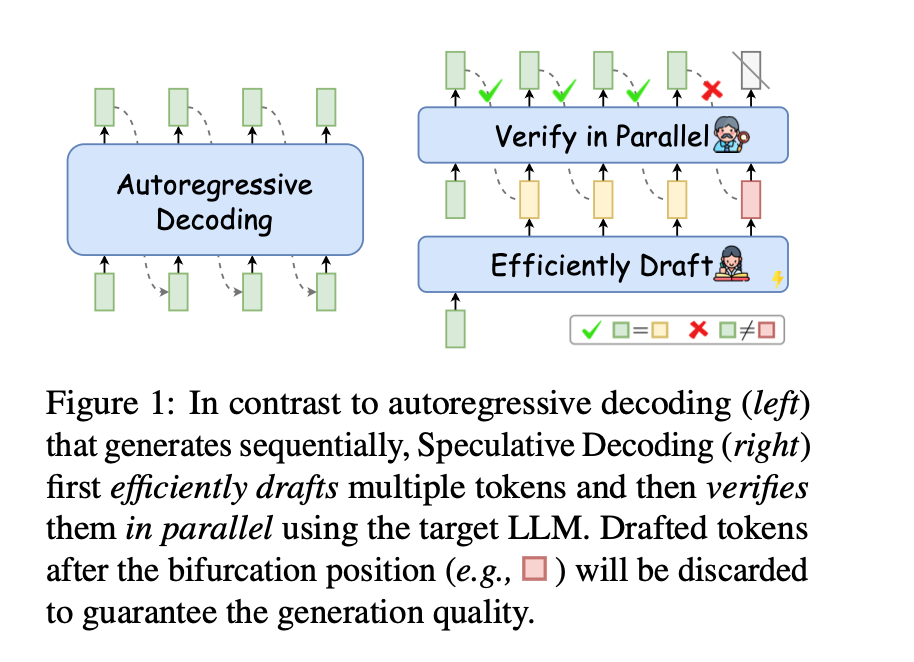 Autoregressive
Decoding
Verify in Parallel
Efficiently Draft
= ≠
Figure 1: In contrast to autoregressive decoding (left)
that generates sequentially, Speculative Decoding (right)
first efficiently drafts multiple tokens and then verifies
them in parallel using the target LLM. Drafted tokens
after the bifurcation position (e.g., ) will be discarded
to guarantee the generation quality.